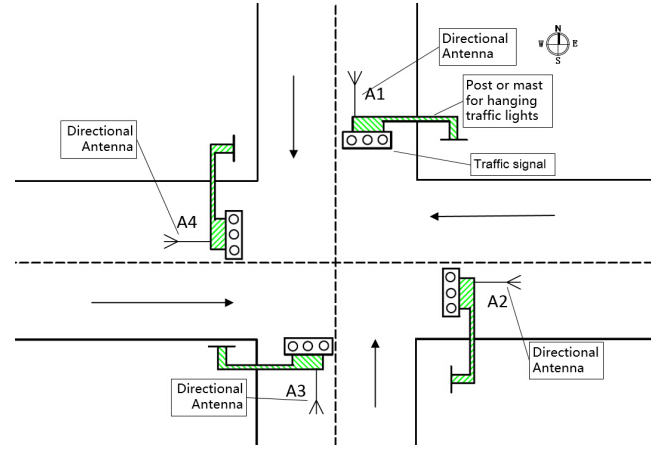 Directional
Antenna
N
W E
S
A1
Post or mast
for hanging
traffic lights
Directional
Antenna
Traffic signal
A4
A2
Directional
Antenna
A3
Directional
Antenna